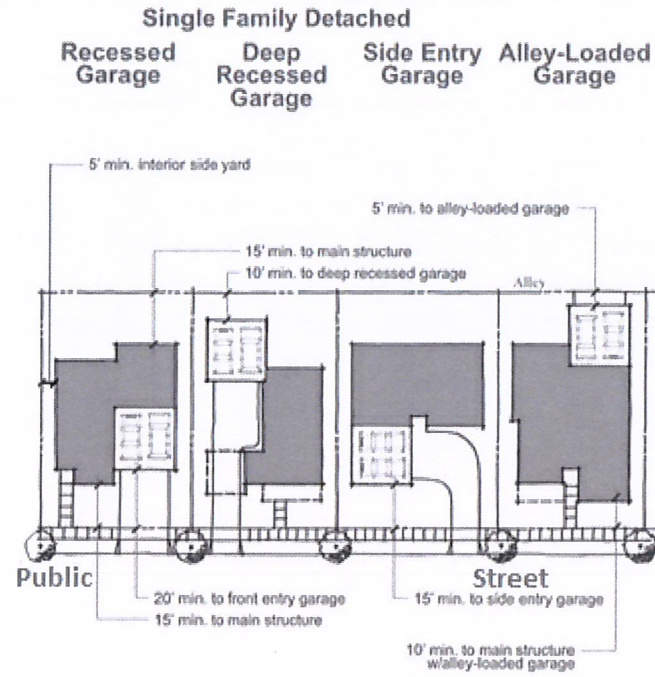 Single Family Detached
Recessed
Garage
Deep
Recessed
Garage
Side Entry
Garage
Alley-Loaded
Garage
5' min. interior side yard
5' min. to alley-loaded garage
15' min. to main structure
10' min. to deep recessed garage
Alley
Public
Street
20' min. to front entry garage
15' min. to main structure
15' min. to side entry garage
10' min. to main structure
w/alley-loaded garage